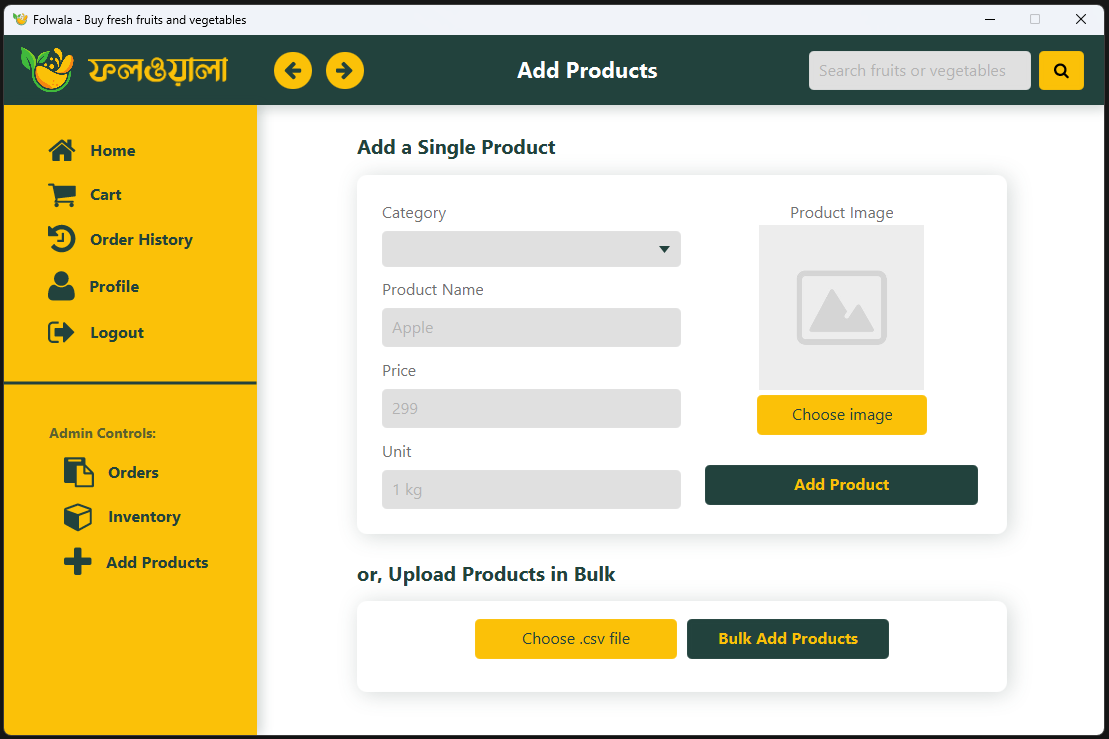 Folwala - Buy fresh fruits and vegetables
ফলওয়ালা
Add Products
Search fruits or vegetables
Home
Cart
Order History
Profile
Logout
Admin Controls:
Orders
Inventory
Add Products
Add a Single Product
Category
Product Name
Apple
Price
299
Unit
1 kg
Product Image
Choose image
Add Product
or, Upload Products in Bulk
Choose .csv file
Bulk Add Products